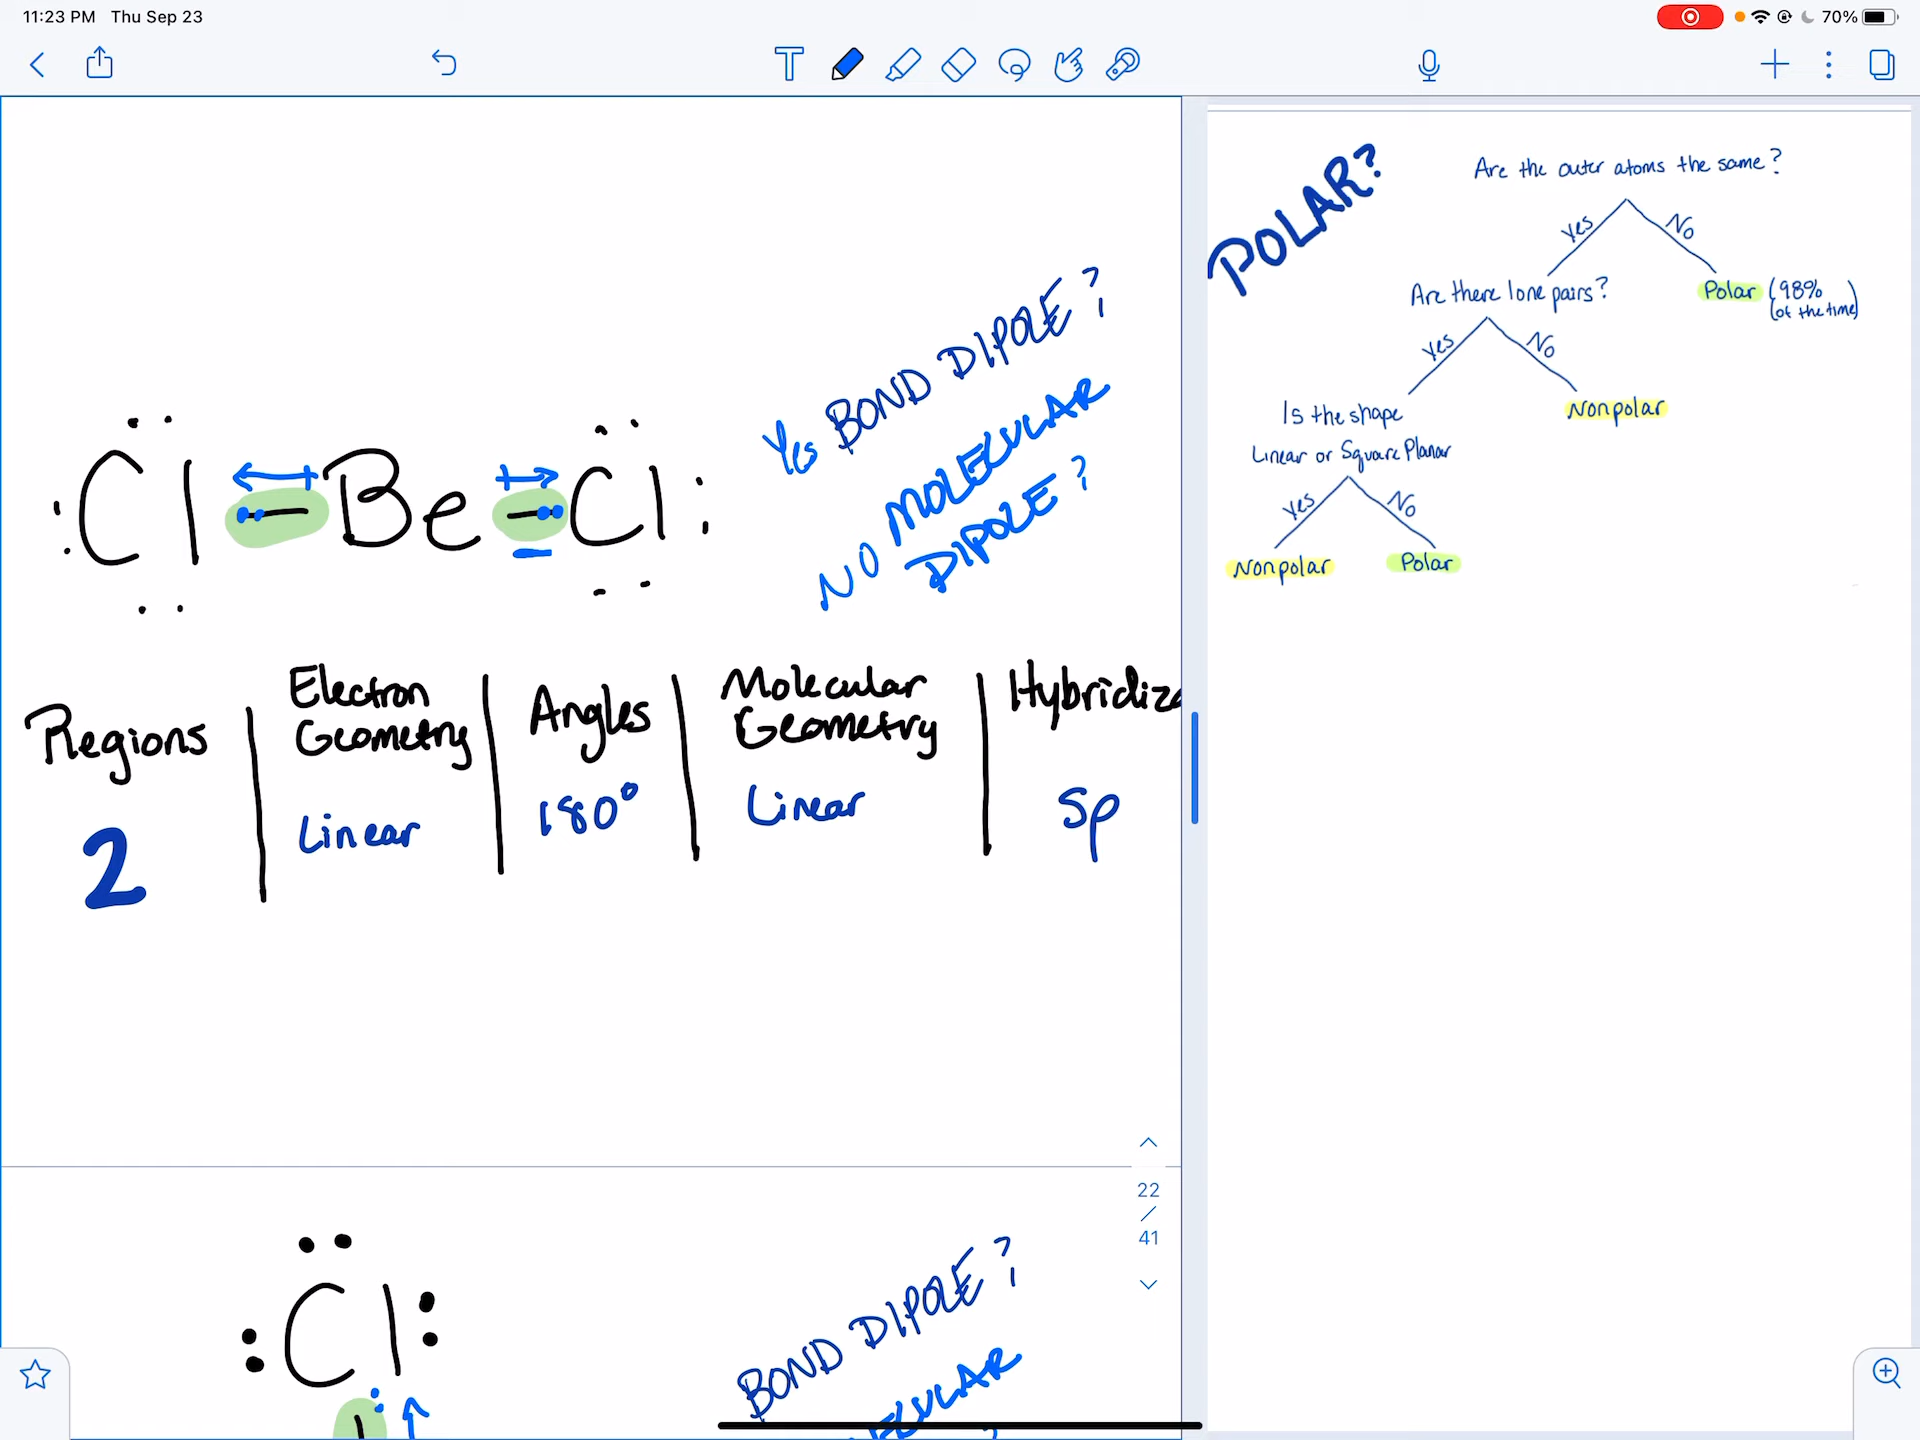 11:23 PM Thu Sep 23
70%
T
POLAR?
Are the outer atoms the same?
Yes
No
Are there lone pairs?
Polar (98%
of the time)
Yes
No
Is the shape
Linear or Square Planar
Nonpolar
Yes
No
Nonpolar
Polar
Yes BOND DIPOLE?
NO MOLECULAR
DIPOLE?
Cl Be Cl
Regions
Electron
Geometry
Angles
Molecular
Geometry
Hybridiza
2
Linear
180°
Linear
Sp
22
/
41
Cl
BOND DIPOLE?
ECULAR